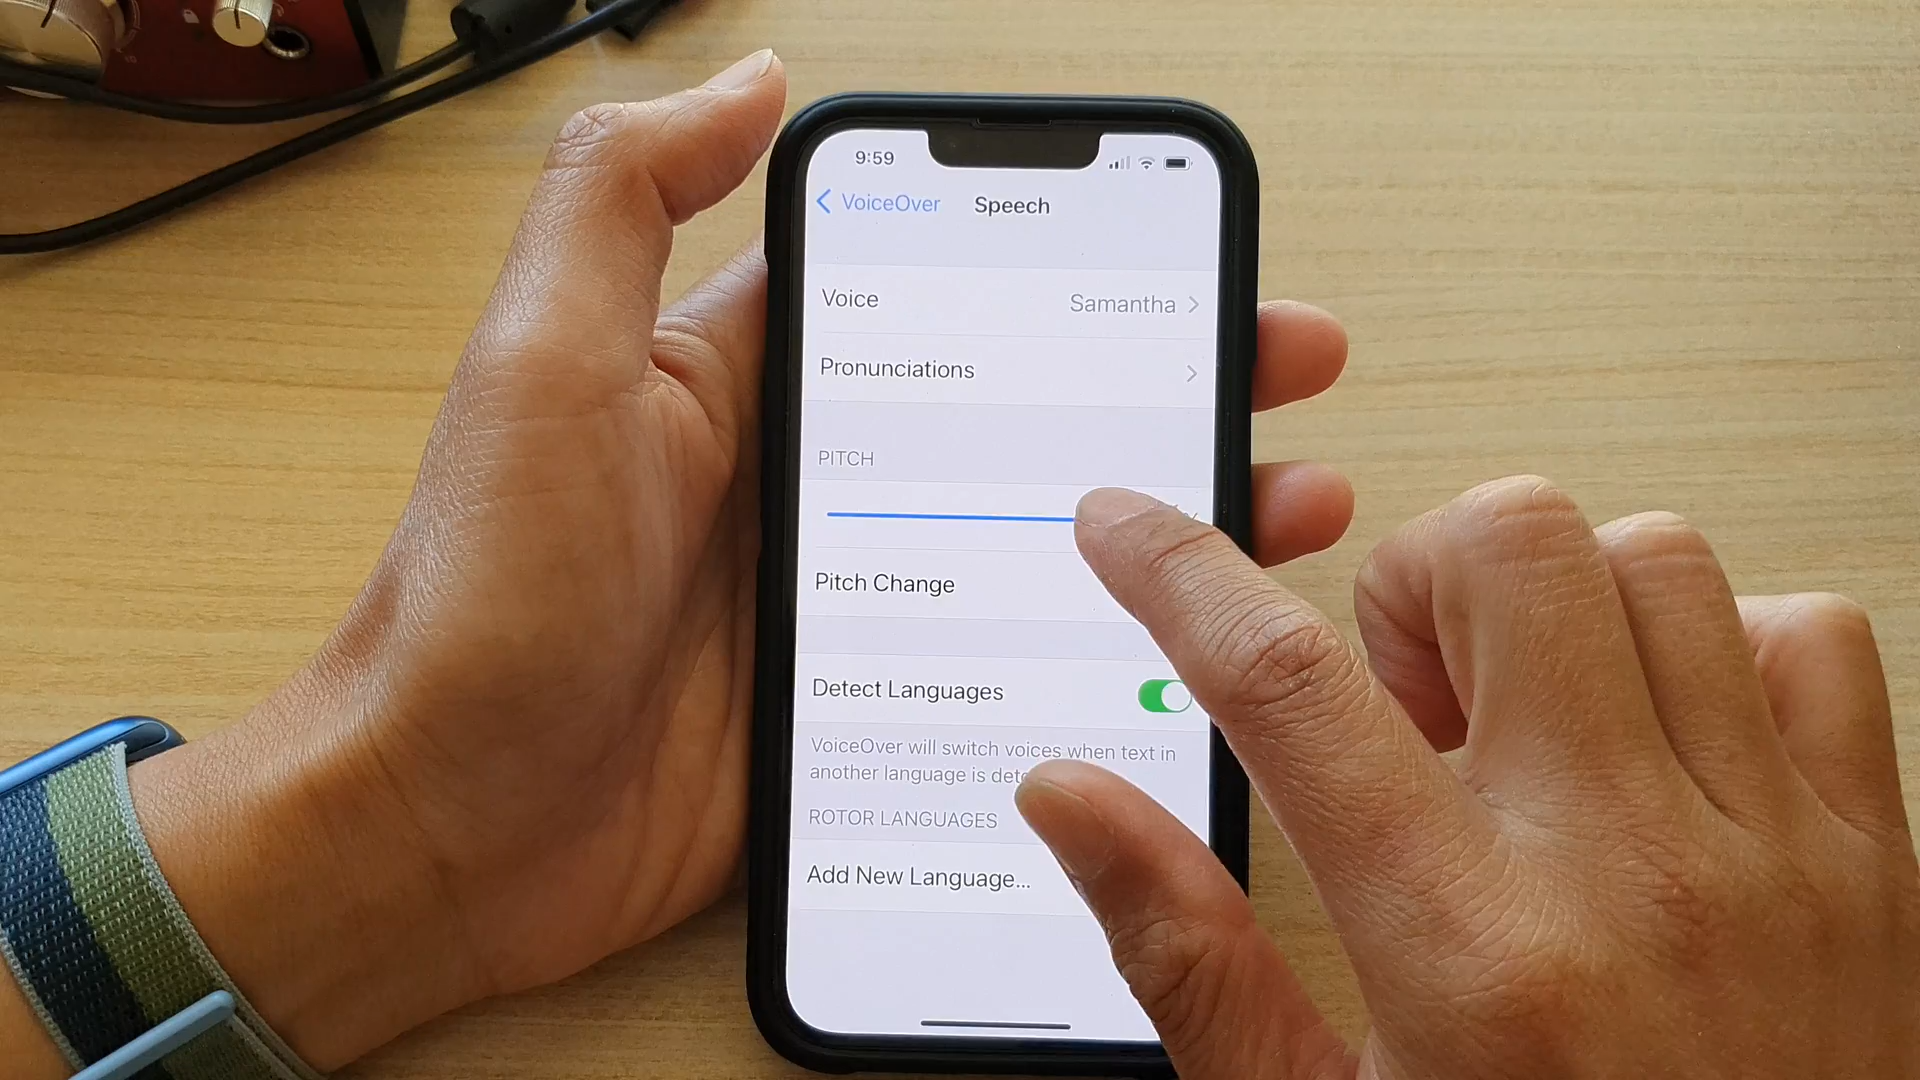 9:59
VoiceOver
Speech
Voice
Samantha
Pronunciations
PITCH
Pitch Change
Detect Languages
VoiceOver will switch voices when text in
another language is
ROTOR LANGUAGES
Add New Language...